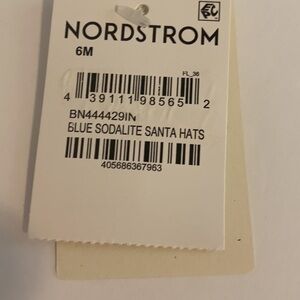 NORDSTROM
6M
FL_36
4 39111 98565 2
BN444429IN
BLUE SODALITE SANTA HATS
405686367963